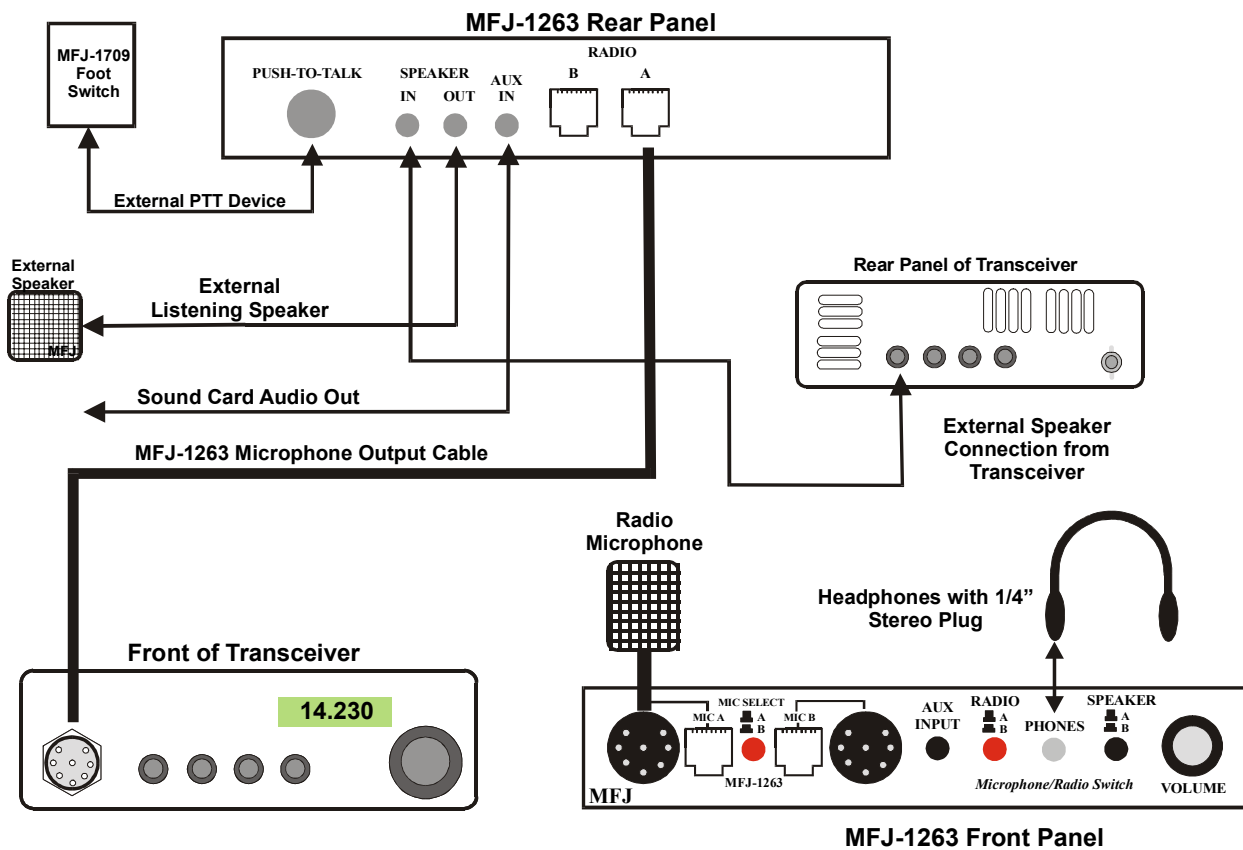 MFJ-1263 Rear Panel
MFJ-1709
Foot
Switch
RADIO
PUSH-TO-TALK
SPEAKER
IN
OUT
AUX
IN
B
A
External PTT Device
External
Speaker
MFJ
External
Listening Speaker
Rear Panel of Transceiver
Sound Card Audio Out
External Speaker
Connection from
Transceiver
MFJ-1263 Microphone Output Cable
Radio
Microphone
Headphones with 1/4”
Stereo Plug
Front of Transceiver
14.230
MIC SELECT
A
B
MIC A
MIC B
MFJ-1263
MFJ
AUX
INPUT
RADIO
A
B
PHONES
SPEAKER
A
B
Microphone/Radio Switch
VOLUME
MFJ-1263 Front Panel